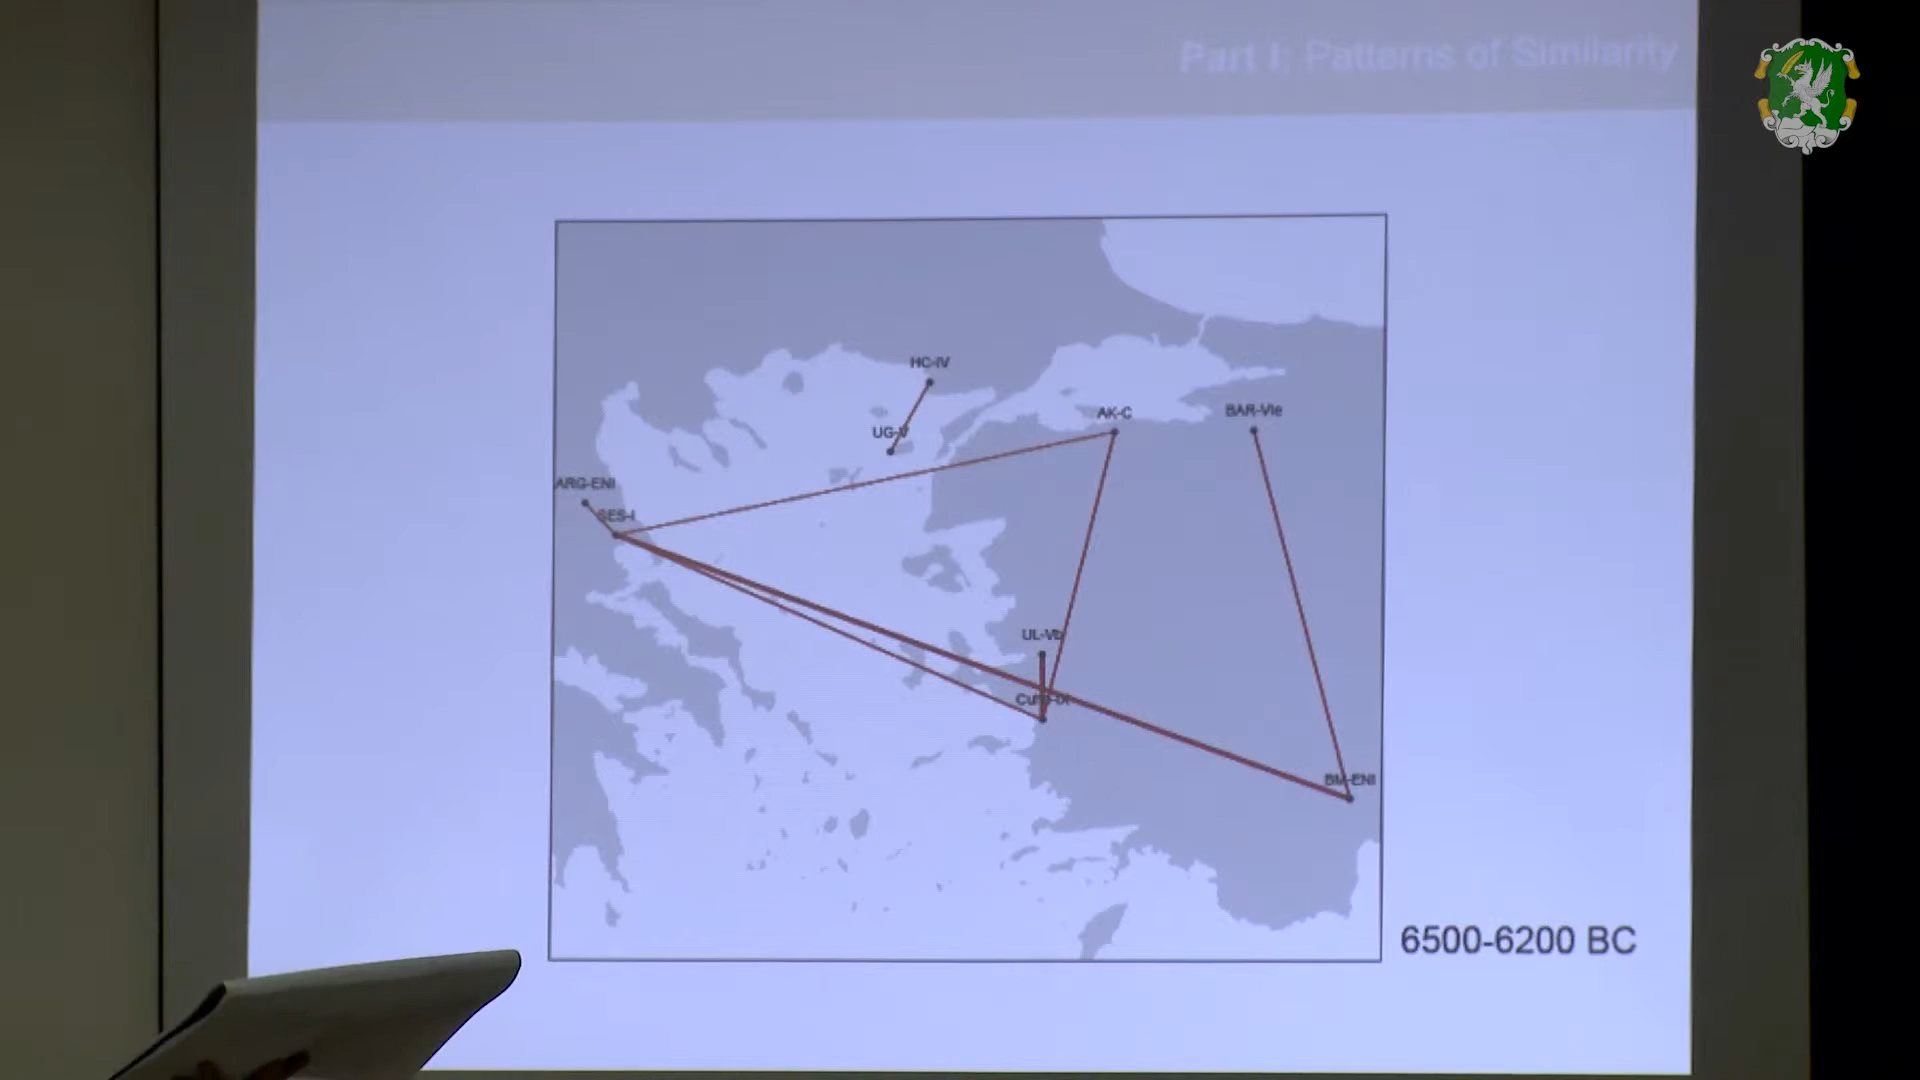 Part I: Patterns of Similarity
HC-IV
UG-V
AK-C
BAR-VIe
ARG-ENI
SES-I
UL-Vb
BM-ENI
6500-6200 BC